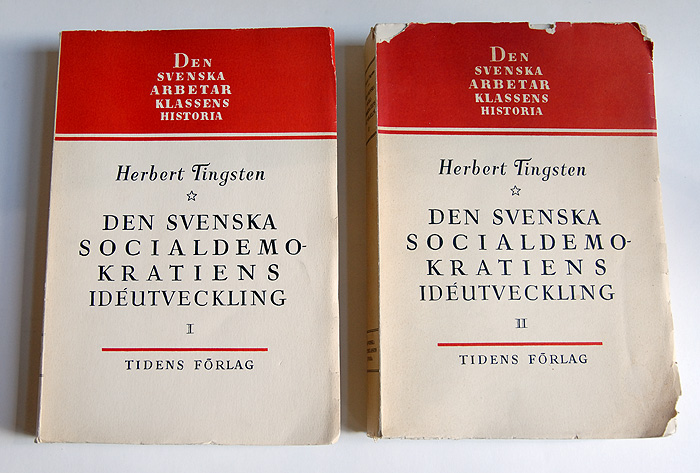 DEN
SVENSKA
ARBETAR
KLASSENS
HISTORIA
Herbert Tingsten
DEN SVENSKA
SOCIALDEMO-
KRATIENS
IDÉUTVECKLING
I
TIDENS FÖRLAG
DEN
SVENSKA
ARBETAR
KLASSENS
HISTORIA
Herbert Tingsten
DEN SVENSKA
SOCIALDEMO-
KRATIENS
IDÉUTVECKLING
II
TIDENS FÖRLAG